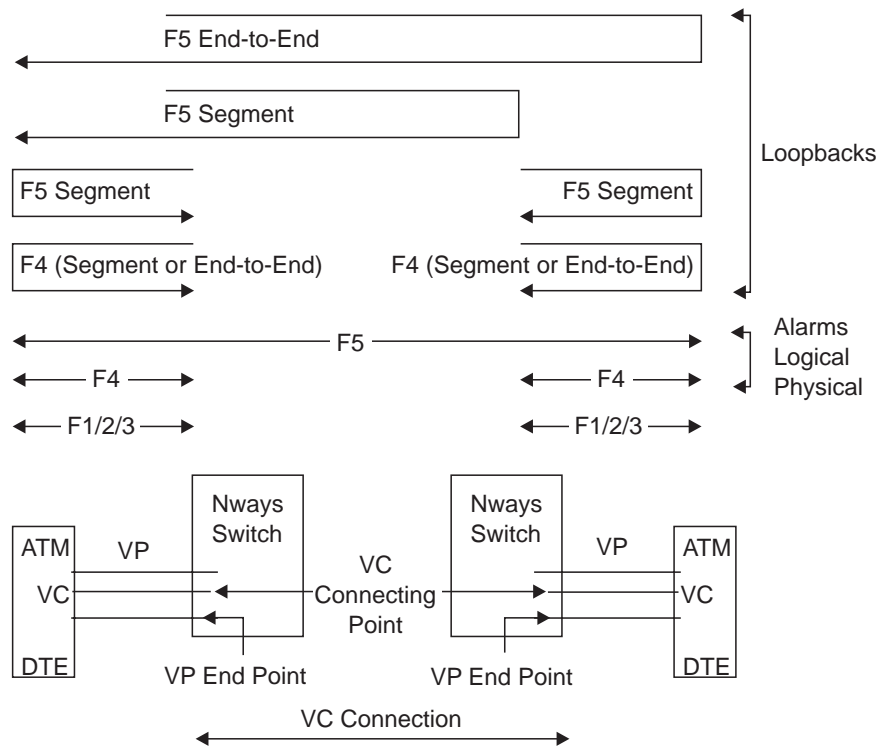 F5 End-to-End
F5 Segment
Loopbacks
F5 Segment
F5 Segment
F4 (Segment or End-to-End)
F4 (Segment or End-to-End)
F5
Alarms
Logical
Physical
F4
F4
F1/2/3
F1/2/3
Nways
Switch
Nways
Switch
ATM
VP
VC
DTE
VC
Connecting
Point
VP
ATM
VC
DTE
VP End Point
VP End Point
VC Connection